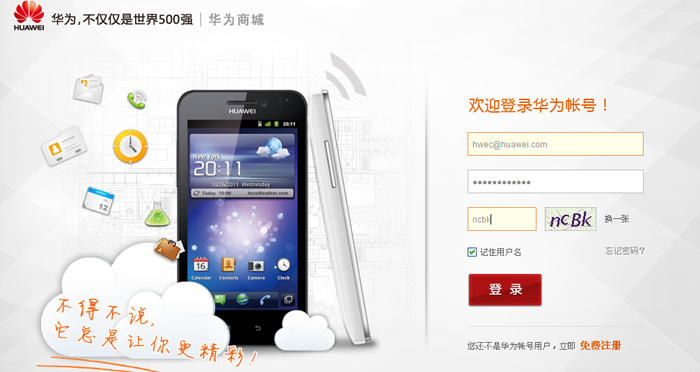 HUAWEI
华为，不仅仅是世界500强 | 华为商城
HUAWEI
20:11
New York
20:11
10/26/2011 Wednesday
Today 18:00 AccuWeather.com
16
Calendar
Contacts
Camera
Clock
12
不得不说，
它总是让你更精彩！
欢迎登录华为帐号！
hwec@huawei.com
••••••••••••
ncbk
ncBk
换一张
记住用户名
忘记密码？
登 录
您还不是华为帐号用户，立即 免费注册